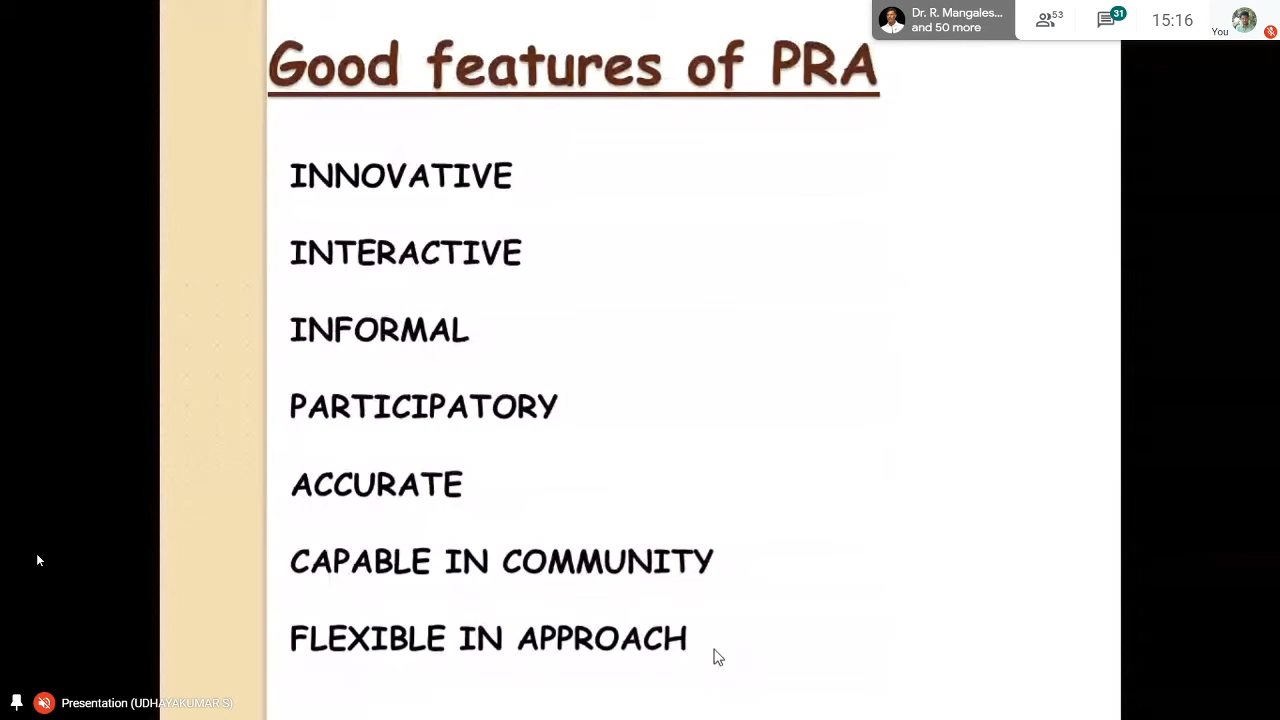 Dr. R. Mangales...
and 50 more
53
31
15:16
You
Good features of PRA
INNOVATIVE
INTERACTIVE
INFORMAL
PARTICIPATORY
ACCURATE
CAPABLE IN COMMUNITY
FLEXIBLE IN APPROACH
Presentation (UDHAYAKUMAR S)